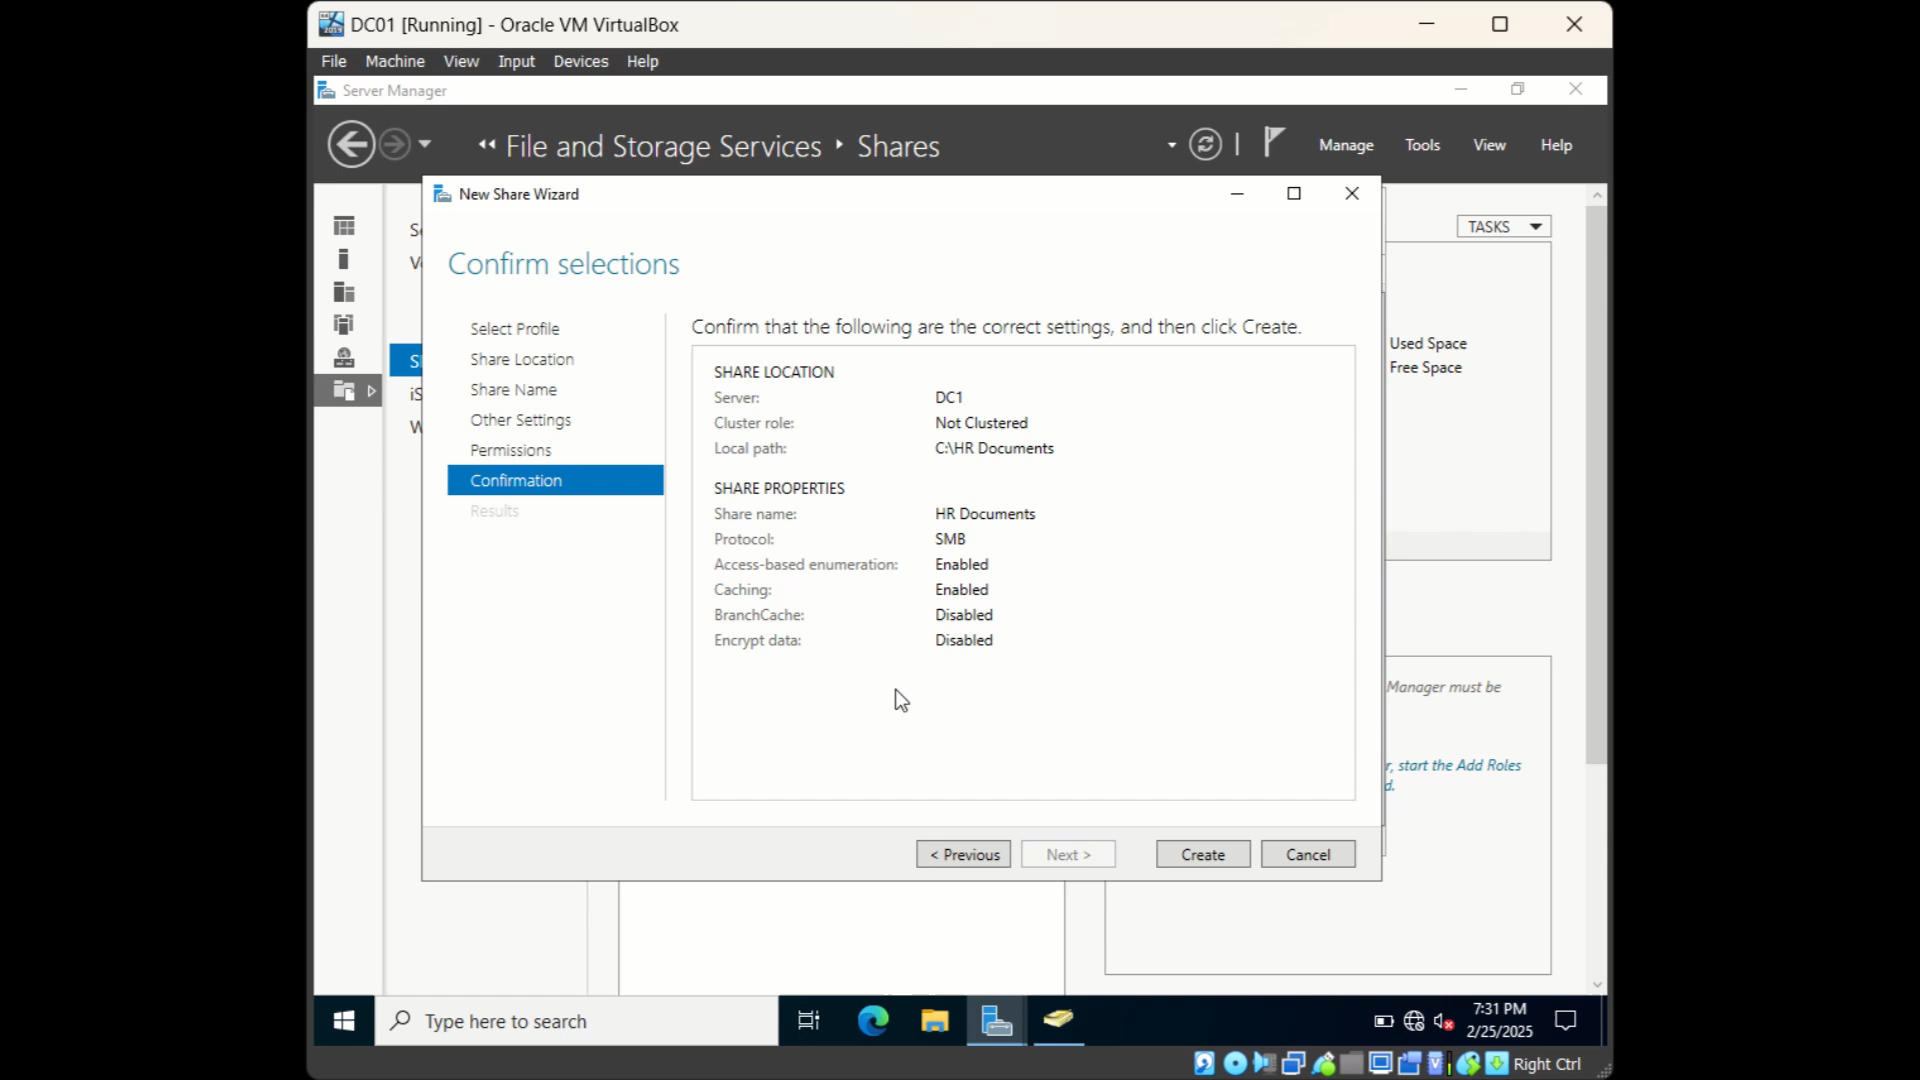 DC01 [Running] - Oracle VM VirtualBox
File Machine View Input Devices Help
Server Manager
File and Storage Services Shares
Manage Tools View Help
New Share Wizard
TASKS
Confirm selections
Select Profile
Share Location
Share Name
Other Settings
Permissions
Confirmation
Results
Confirm that the following are the correct settings, and then click Create.
SHARE LOCATION
Server: DC1
Cluster role: Not Clustered
Local path: C:\HR Documents
SHARE PROPERTIES
Share name: HR Documents
Protocol: SMB
Access-based enumeration: Enabled
Caching: Enabled
BranchCache: Disabled
Encrypt data: Disabled
Used Space
Free Space
Manager must be
r, start the Add Roles
d.
< Previous Next > Create Cancel
Type here to search
7:31 PM
2/25/2025
Right Ctrl